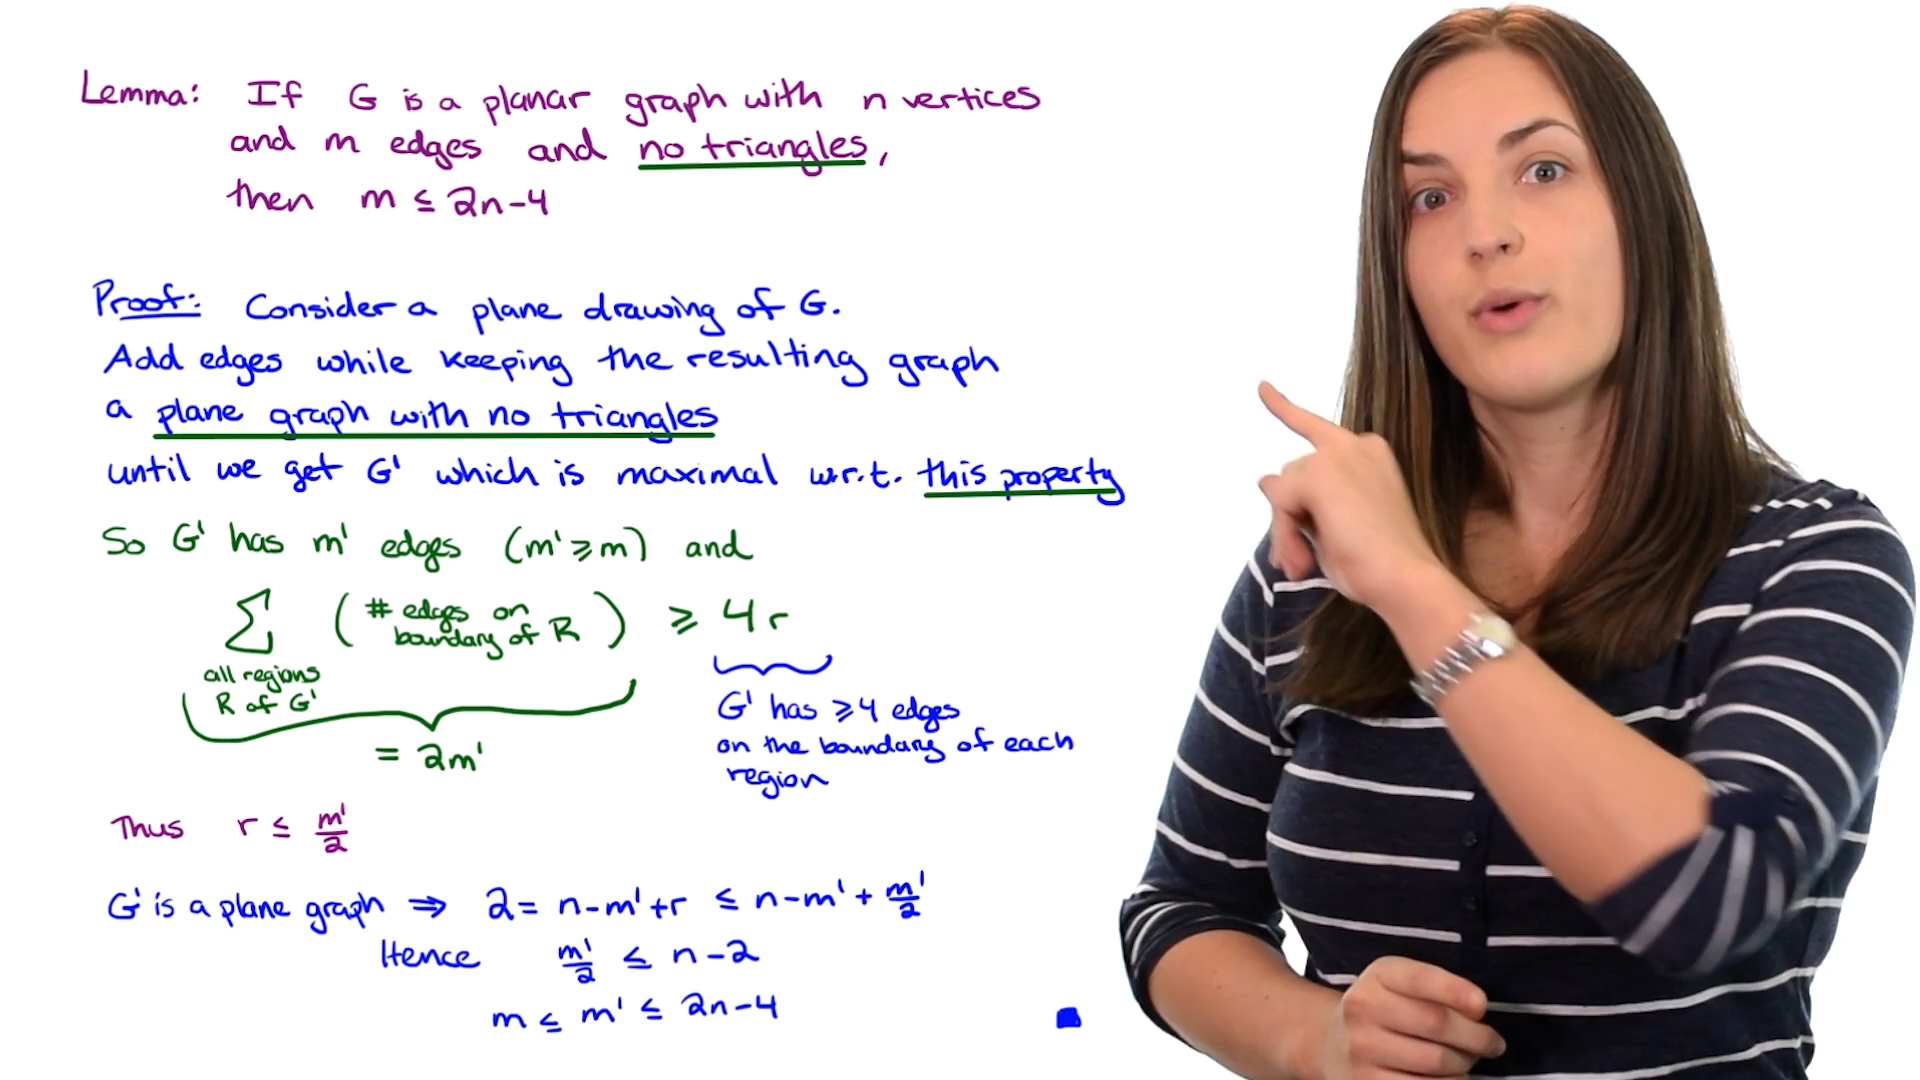 Lemma: If G is a planar graph with n vertices
and m edges and no triangles,
then m ≤ 2n-4
Proof: Consider a plane drawing of G.
Add edges while keeping the resulting graph
a plane graph with no triangles
until we get G' which is maximal w.r.t. this property
So G' has m' edges (m' ≥ m) and
∑ (# edges on boundary of R) ≥ 4r
all regions
R of G'
= 2m'
G' has ≥4 edges
on the boundary of each
region
Thus r ≤ m'/2
G' is a plane graph ⇒ 2 = n-m'+r ≤ n-m'+m'/2
Hence m'/2 ≤ n-2
m ≤ m' ≤ 2n-4